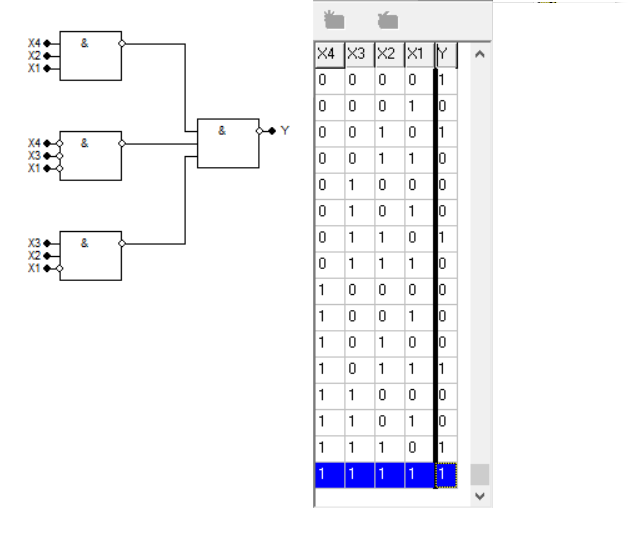 X4
X2
X1
&
X4
X3
X1
&
X3
X2
X1
&
&
Y
X4 X3 X2 X1 Y
0 0 0 0 1
0 0 0 1 0
0 0 1 0 1
0 0 1 1 0
0 1 0 0 0
0 1 0 1 0
0 1 1 0 1
0 1 1 1 0
1 0 0 0 0
1 0 0 1 0
1 0 1 0 0
1 0 1 1 1
1 1 0 0 0
1 1 0 1 0
1 1 1 0 1
1 1 1 1 1